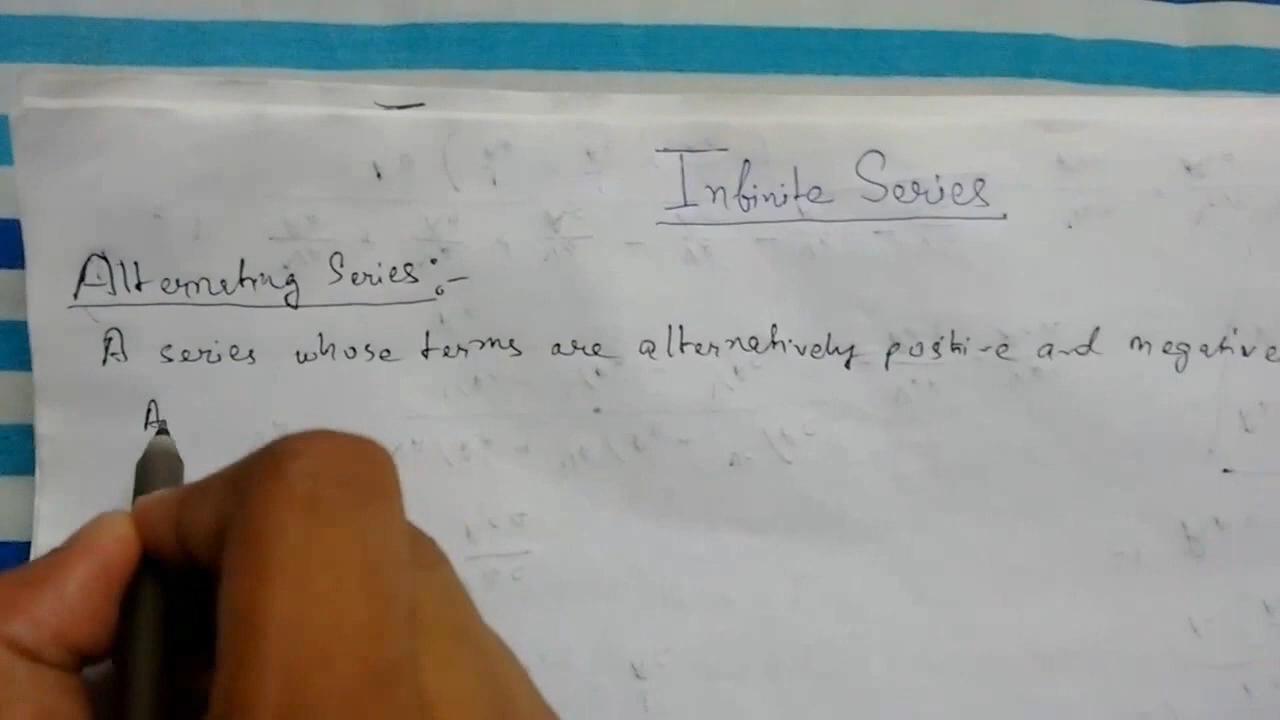 Infinite Series
Alternating Series:-
A series whose terms are alternatively positive and negative
A